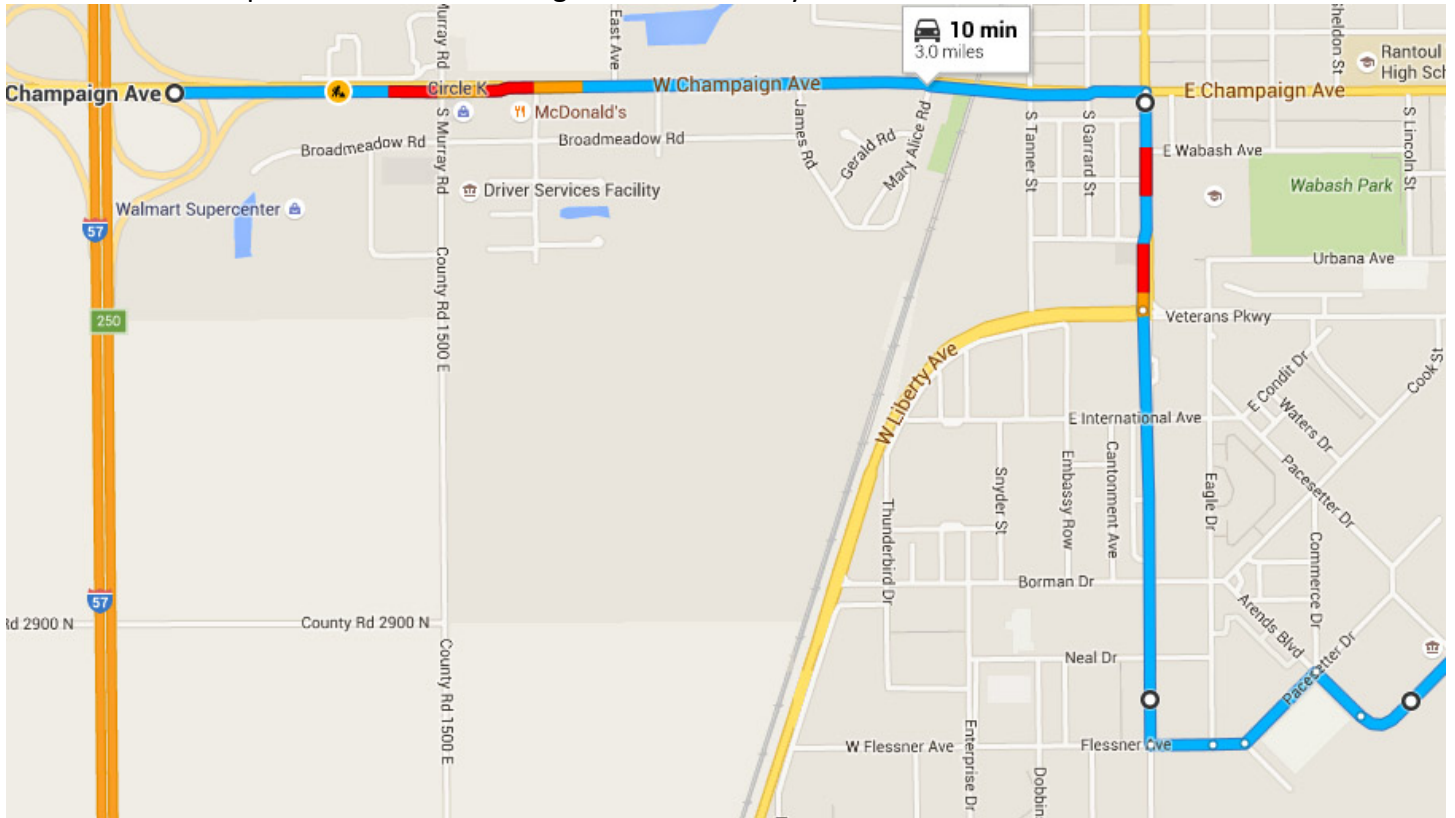 10 min
3.0 miles
Champaign Ave
Murray Rd
East Ave
Circle K
W Champaign Ave
E Champaign Ave
Sheldon St
Rantoul
High Sch
McDonald's
S Murray Rd
Broadmeadow Rd
Broadmeadow Rd
James Rd
Gerald Rd
Mary Alice Rd
S Tanner St
S Garrard St
E Wabash Ave
S Lincoln St
Wabash Park
Driver Services Facility
Walmart Supercenter
57
Urbana Ave
County Rd 1500 E
250
Veterans Pkwy
W Liberty Ave
E Condit Dr
Cook St
Waters Dr
E International Ave
Snyder St
Embassy Row
Cantonment Ave
Eagle Dr
Pacesetter Dr
Thunderbird Dr
Commerce Dr
Borman Dr
57
Rd 2900 N
County Rd 2900 N
Arends Blvd
Neal Dr
Pacesetter Dr
County Rd 1500 E
W Flessner Ave
Enterprise Dr
Flessner Ave
Dobbin